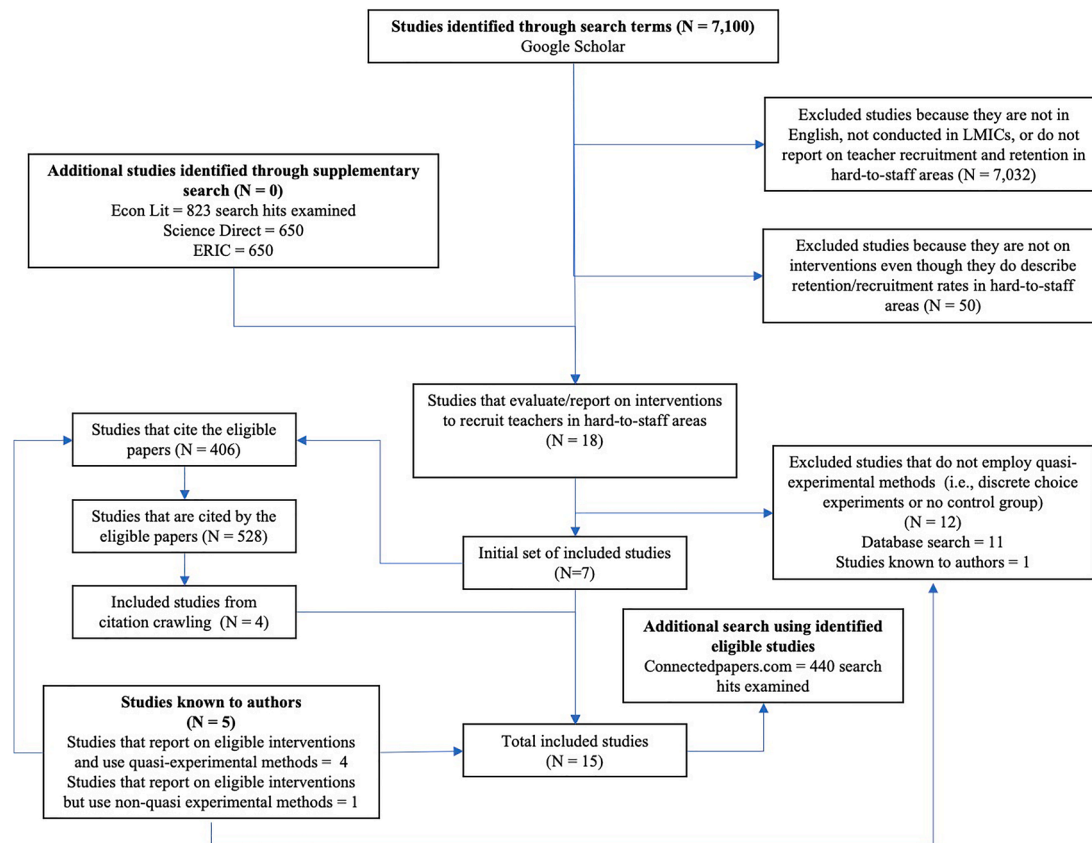 Studies identified through search terms (N = 7,100)
Google Scholar
Excluded studies because they are not in
English, not conducted in LMICs, or do not
report on teacher recruitment and retention in
hard-to-staff areas (N = 7,032)
Additional studies identified through supplementary
search (N = 0)
Econ Lit = 823 search hits examined
Science Direct = 650
ERIC = 650
Excluded studies because they are not on
interventions even though they do describe
retention/recruitment rates in hard-to-staff
areas (N = 50)
Studies that evaluate/report on interventions
to recruit teachers in hard-to-staff areas
(N = 18)
Studies that cite the eligible
papers (N = 406)
Excluded studies that do not employ quasi-
experimental methods (i.e., discrete choice
experiments or no control group)
(N = 12)
Database search = 11
Studies known to authors = 1
Studies that are cited by the
eligible papers (N = 528)
Initial set of included studies
(N=7)
Included studies from
citation crawling (N = 4)
Additional search using identified
eligible studies
Connectedpapers.com = 440 search
hits examined
Studies known to authors
(N = 5)
Studies that report on eligible interventions
and use quasi-experimental methods = 4
Studies that report on eligible interventions
but use non-quasi experimental methods = 1
Total included studies
(N = 15)